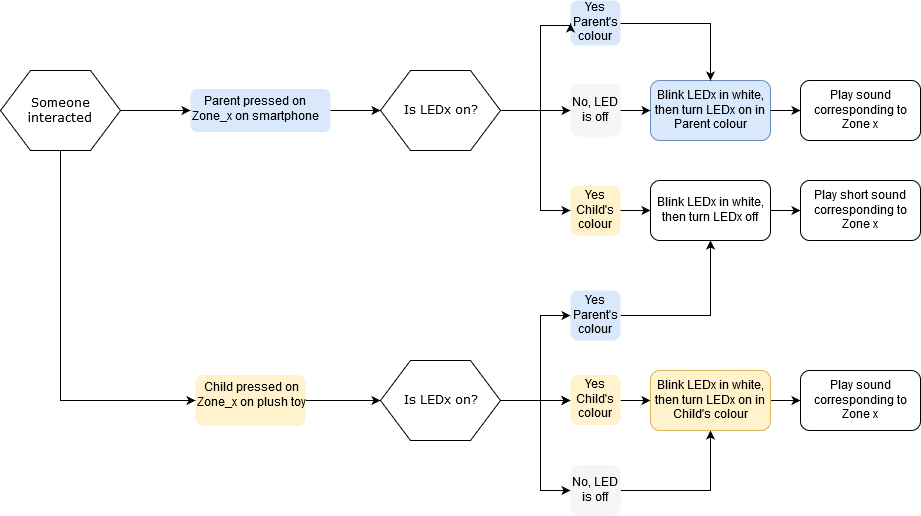 Someone
interacted
Parent pressed on
Zone_x on smartphone
Is LEDx on?
Yes
Parent's
colour
No, LED
is off
Blink LEDx in white,
then turn LEDx on in
Parent colour
Play sound
corresponding to
Zone x
Yes
Child's
colour
Blink LEDx in white,
then turn LEDx off
Play short sound
corresponding to
Zone x
Yes
Parent's
colour
Child pressed on
Zone_x on plush toy
Is LEDx on?
Yes
Child's
colour
Blink LEDx in white,
then turn LEDx on in
Child's colour
Play sound
corresponding to
Zone x
No, LED
is off